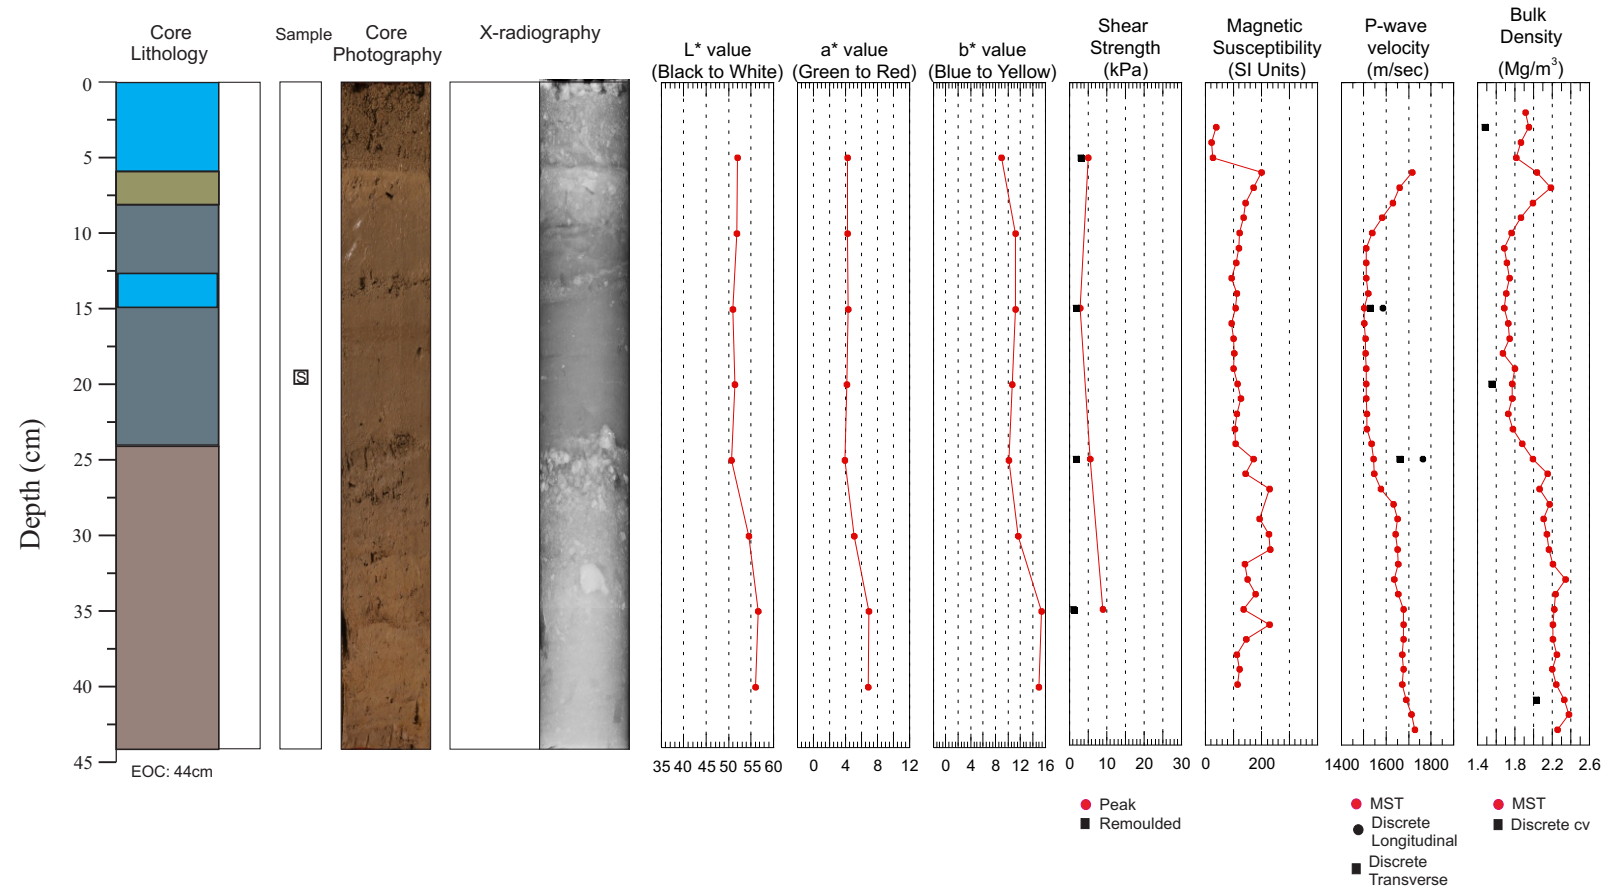 Core
Lithology
Sample
Core
Photography
X-radiography
L* value
(Black to White)
a* value
(Green to Red)
b* value
(Blue to Yellow)
Shear
Strength
(kPa)
Magnetic
Susceptibility
(SI Units)
P-wave
velocity
(m/sec)
Bulk
Density
(Mg/m³)
Depth (cm)
0
5
10
15
20
25
30
35
40
45
S
EOC: 44cm
35 40 45 50 55 60
0 4 8 12
0 4 8 12 16
0 10 20 30
0 200
1400 1600 1800
1.4 1.8 2.2 2.6
Peak
Remoulded
MST
Discrete
Longitudinal
Discrete
Transverse
MST
Discrete cv